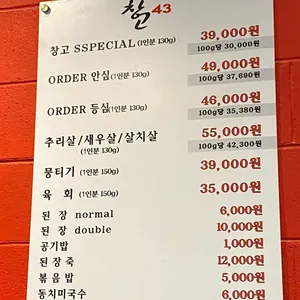 창고43
창고 SSPECIAL(1인분 130g) 39,000원
100g당 30,000원
ORDER 안심(1인분 130g) 49,000원
100g당 37,690원
ORDER 등심(1인분 130g) 46,000원
100g당 35,380원
추리살/새우살/살치살 55,000원
(1인분 130g) 100g당 42,300원
뭉티기(1인분 150g) 39,000원
육 회(1인분 150g) 35,000원
된 장 normal 6,000원
된 장 double 10,000원
공기밥 1,000원
된장죽 12,000원
볶음밥 5,000원
동치미국수 6,000원